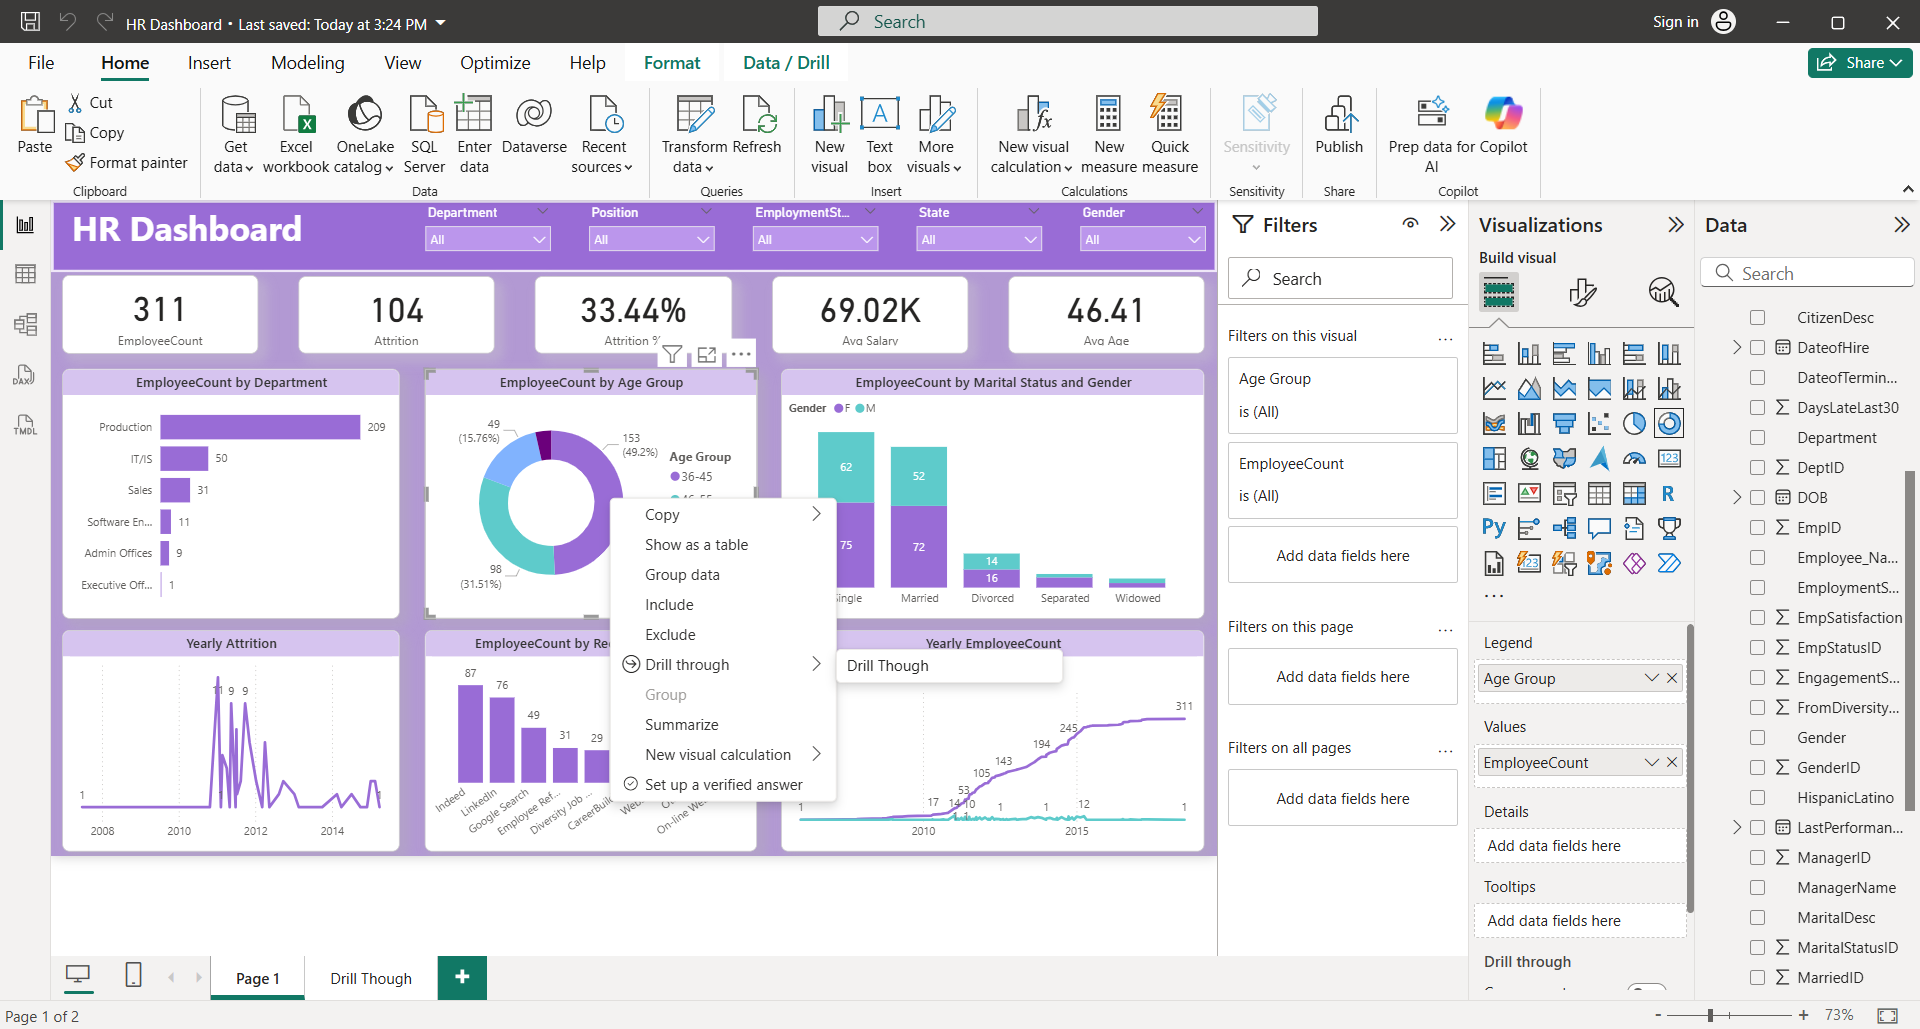 HR Dashboard • Last saved: Today at 3:24 PM
Search
Sign in
File
Home
Insert
Modeling
View
Optimize
Help
Format
Data / Drill
Share
Paste
Cut
Copy
Format painter
Clipboard
Get data
Excel workbook
OneLake catalog
SQL Server
Enter data
Dataverse
Recent sources
Data
Transform data
Refresh
Queries
New visual
Text box
More visuals
Insert
New visual calculation
New measure
Quick measure
Calculations
Sensitivity
Sensitivity
Publish
Share
Prep data for AI
Copilot
Copilot
HR Dashboard
Department
All
Position
All
EmploymentSt...
All
State
All
Gender
All
311
EmployeeCount
104
Attrition
33.44%
Attrition %
69.02K
Avg Salary
46.41
Avg Age
EmployeeCount by Department
Production 209
IT/IS 50
Sales 31
Software En... 11
Admin Offices 9
Executive Off... 1
EmployeeCount by Age Group
49
(15.76%)
153
(49.2%)
98
(31.51%)
Age Group
36-45
46-55
EmployeeCount by Marital Status and Gender
Gender F M
62
75
52
72
14
16
ingle
Married
Divorced
Separated
Widowed
Copy
Show as a table
Group data
Include
Exclude
Drill through
Drill Though
Group
Summarize
New visual calculation
Set up a verified answer
Yearly Attrition
1
11
9
9
1
1
2008
2010
2012
2014
EmployeeCount by Re
87
76
49
31
29
Indeed
LinkedIn
Google Search
Employee Ref...
Diversity Job ...
CareerBuil
On-line We
Yearly EmployeeCount
311
245
194
143
105
53
17
14
10
1
1
1
1
1
12
1
2010
2015
Filters
Search
Filters on this visual
...
Age Group
is (All)
EmployeeCount
is (All)
Add data fields here
Filters on this page
...
Add data fields here
Filters on all pages
...
Add data fields here
Visualizations
Build visual
123
R
Py
123
...
Legend
Age Group
Values
EmployeeCount
Details
Add data fields here
Tooltips
Add data fields here
Drill through
Data
Search
CitizenDesc
DateofHire
DateofTermin...
DaysLateLast30
Department
DeptID
DOB
EmpID
Employee_Na...
EmploymentS...
EmpSatisfaction
EmpStatusID
EngagementS...
FromDiversity...
Gender
GenderID
HispanicLatino
LastPerforman...
ManagerID
ManagerName
MaritalDesc
MaritalStatusID
MarriedID
DAX
TMDL
Page 1
Drill Though
+
Page 1 of 2
- + 73%